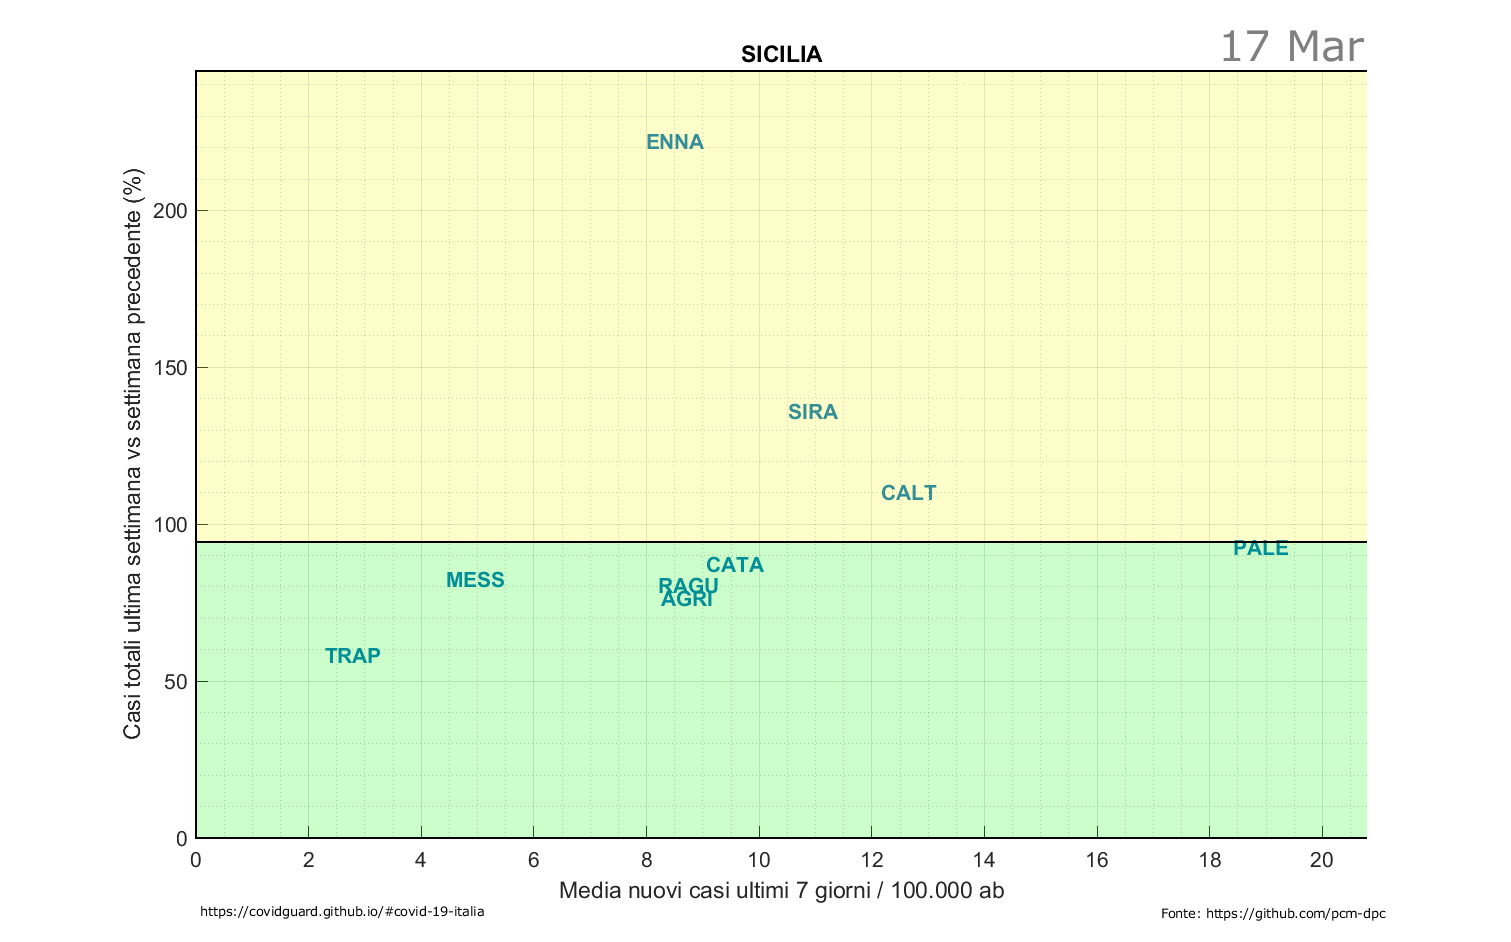 17 Mar
SICILIA
Casi totali ultima settimana vs settimana precedente (%)
200
150
100
50
0
ENNA
SIRA
CALT
PALE
CATA
MESS
RAGU
AGRI
TRAP
0 2 4 6 8 10 12 14 16 18 20
Media nuovi casi ultimi 7 giorni / 100.000 ab
https://covidguard.github.io/#covid-19-italia
Fonte: https://github.com/pcm-dpc